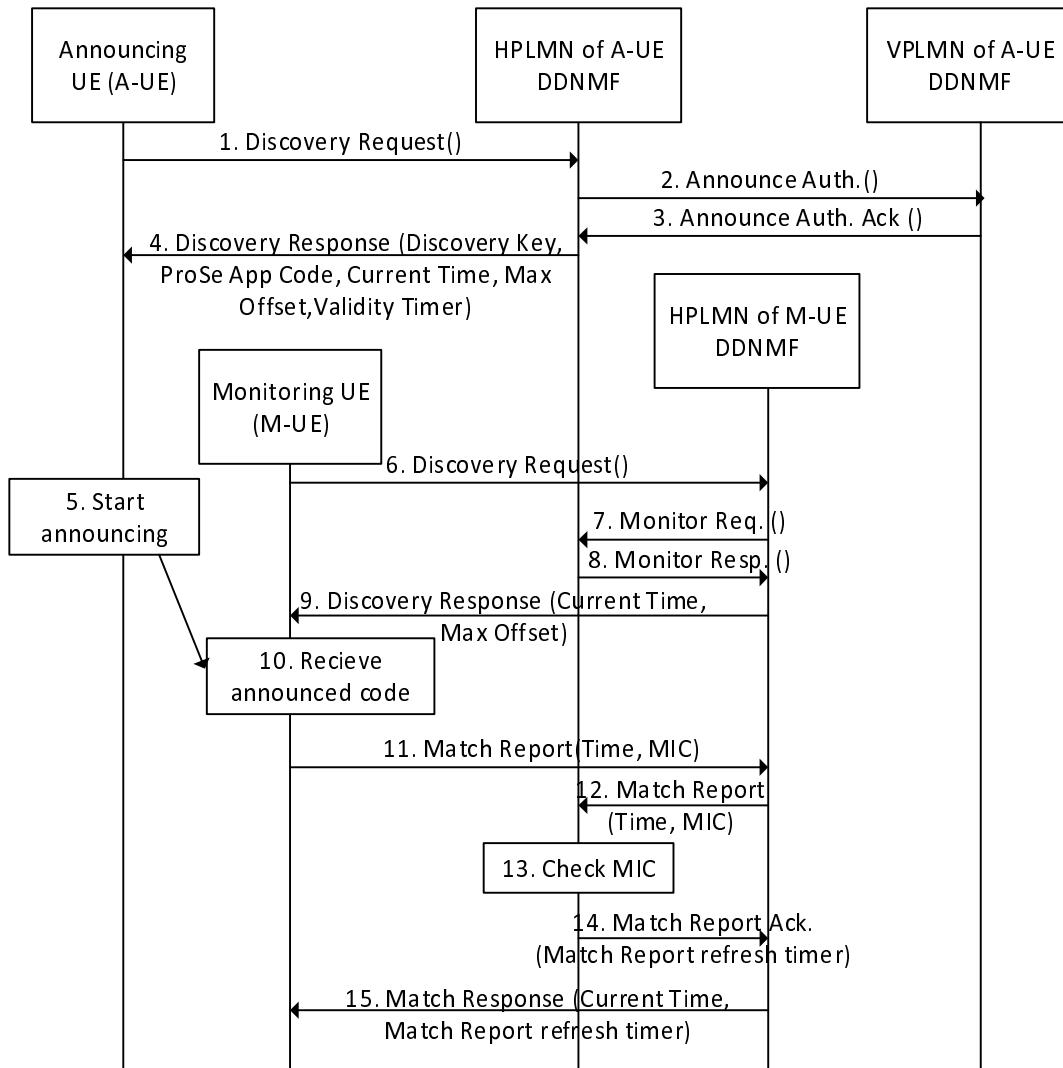 Announcing
UE (A-UE)
HPLMN of A-UE
DDNMF
VPLMN of A-UE
DDNMF
1. Discovery Request()
2. Announce Auth.()
3. Announce Auth. Ack ()
4. Discovery Response (Discovery Key,
ProSe App Code, Current Time, Max
Offset,Validity Timer)
HPLMN of M-UE
DDNMF
Monitoring UE
(M-UE)
6. Discovery Request()
5. Start
announcing
7. Monitor Req. ()
8. Monitor Resp. ()
9. Discovery Response (Current Time,
Max Offset)
10. Recieve
announced code
11. Match Report(Time, MIC)
12. Match Report
(Time, MIC)
13. Check MIC
14. Match Report Ack.
(Match Report refresh timer)
15. Match Response (Current Time,
Match Report refresh timer)